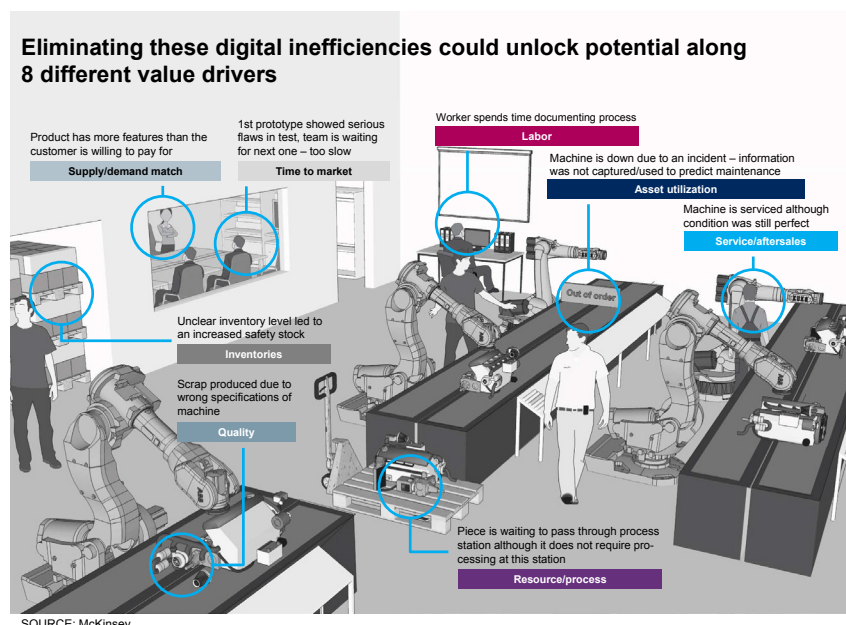 Eliminating these digital inefficiencies could unlock potential along
8 different value drivers
Product has more features than the
customer is willing to pay for
Supply/demand match
1st prototype showed serious
flaws in test, team is waiting
for next one – too slow
Time to market
Worker spends time documenting process
Labor
Machine is down due to an incident – information
was not captured/used to predict maintenance
Asset utilization
Machine is serviced although
condition was still perfect
Service/aftersales
Out of order
Unclear inventory level led to
an increased safety stock
Inventories
Scrap produced due to
wrong specifications of
machine
Quality
ABB
ABB
ABB
Piece is waiting to pass through process
station although it does not require pro-
cessing at this station
Resource/process
SOURCE: McKinsey